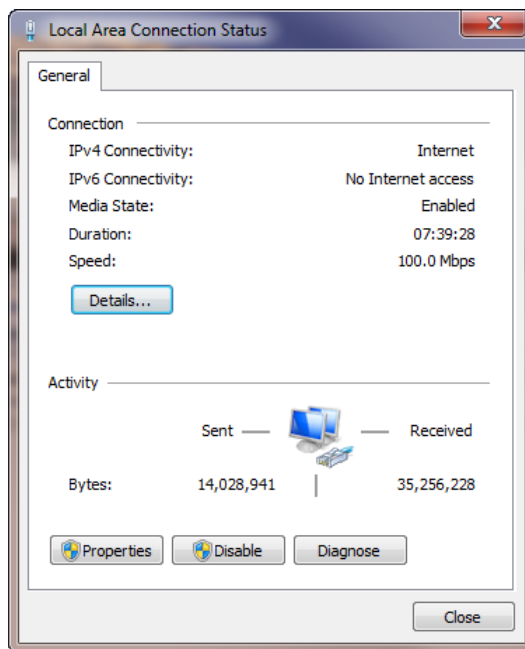 Local Area Connection Status
General
Connection
IPv4 Connectivity: Internet
IPv6 Connectivity: No Internet access
Media State: Enabled
Duration: 07:39:28
Speed: 100.0 Mbps
Details...
Activity
Sent Received
Bytes: 14,028,941 35,256,228
Properties Disable Diagnose
Close